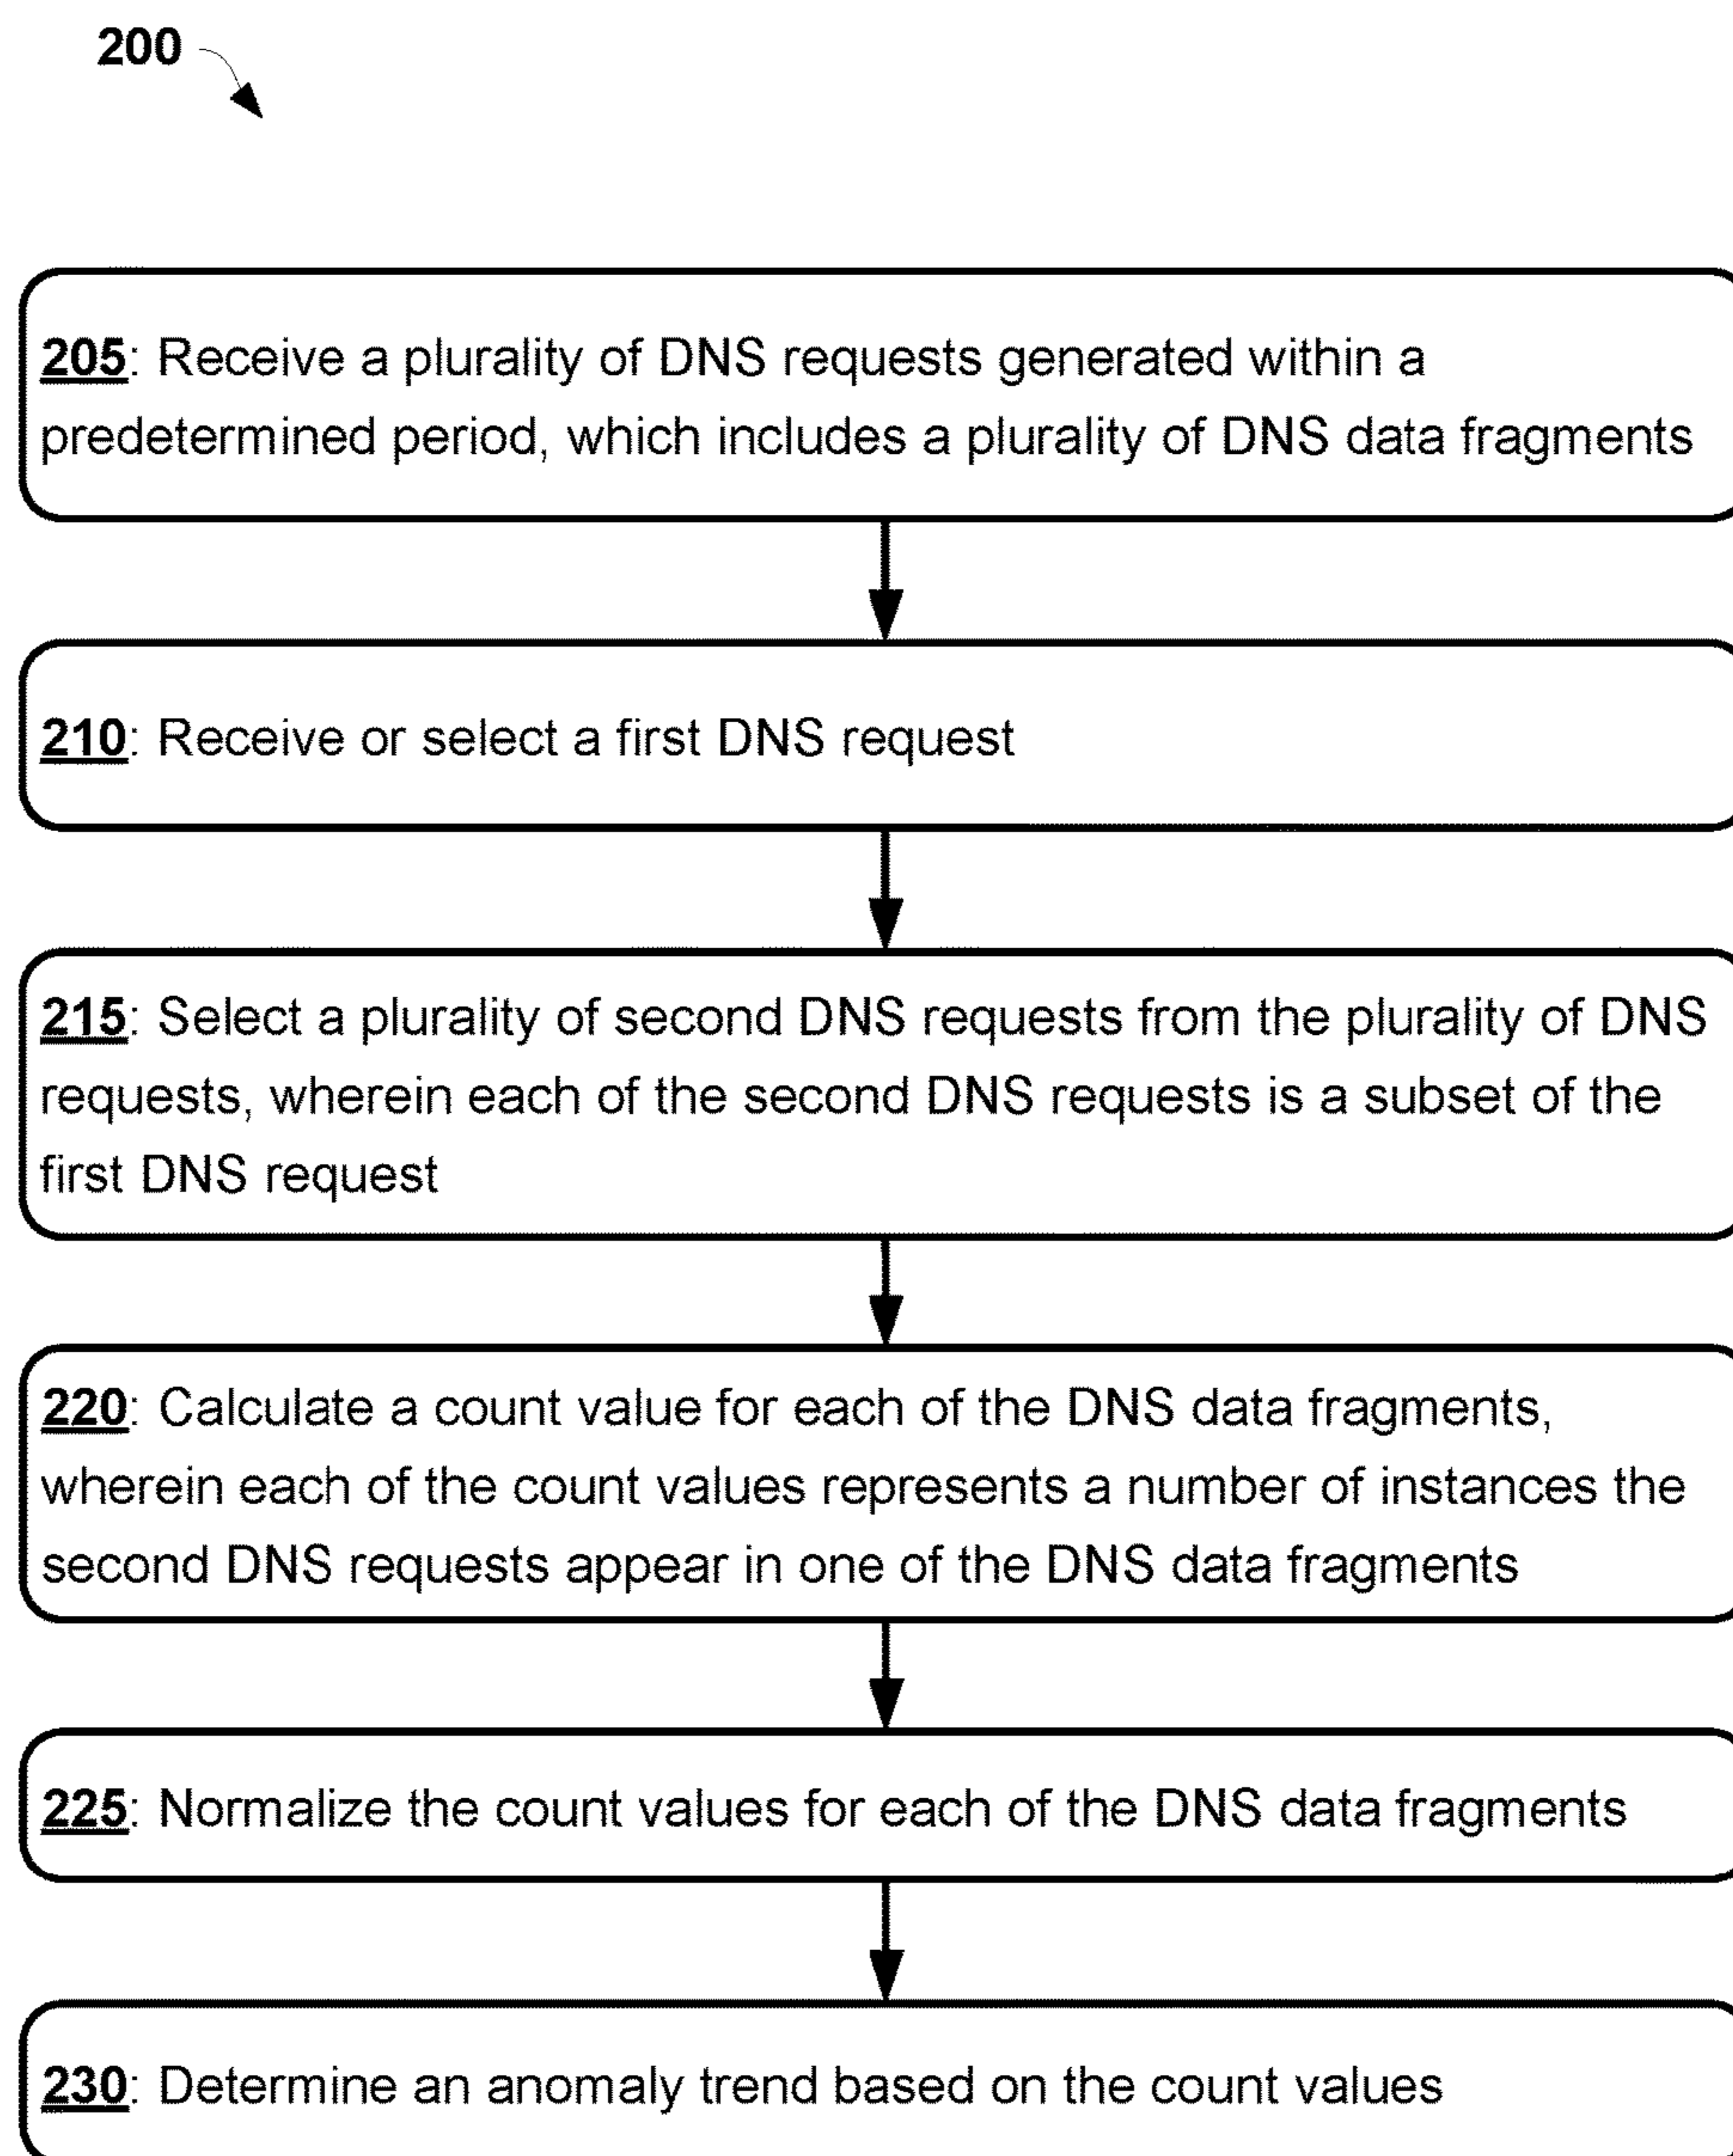 200
205: Receive a plurality of DNS requests generated within a
predetermined period, which includes a plurality of DNS data fragments
210: Receive or select a first DNS request
215: Select a plurality of second DNS requests from the plurality of DNS
requests, wherein each of the second DNS requests is a subset of the
first DNS request
220: Calculate a count value for each of the DNS data fragments,
wherein each of the count values represents a number of instances the
second DNS requests appear in one of the DNS data fragments
225: Normalize the count values for each of the DNS data fragments
230: Determine an anomaly trend based on the count values